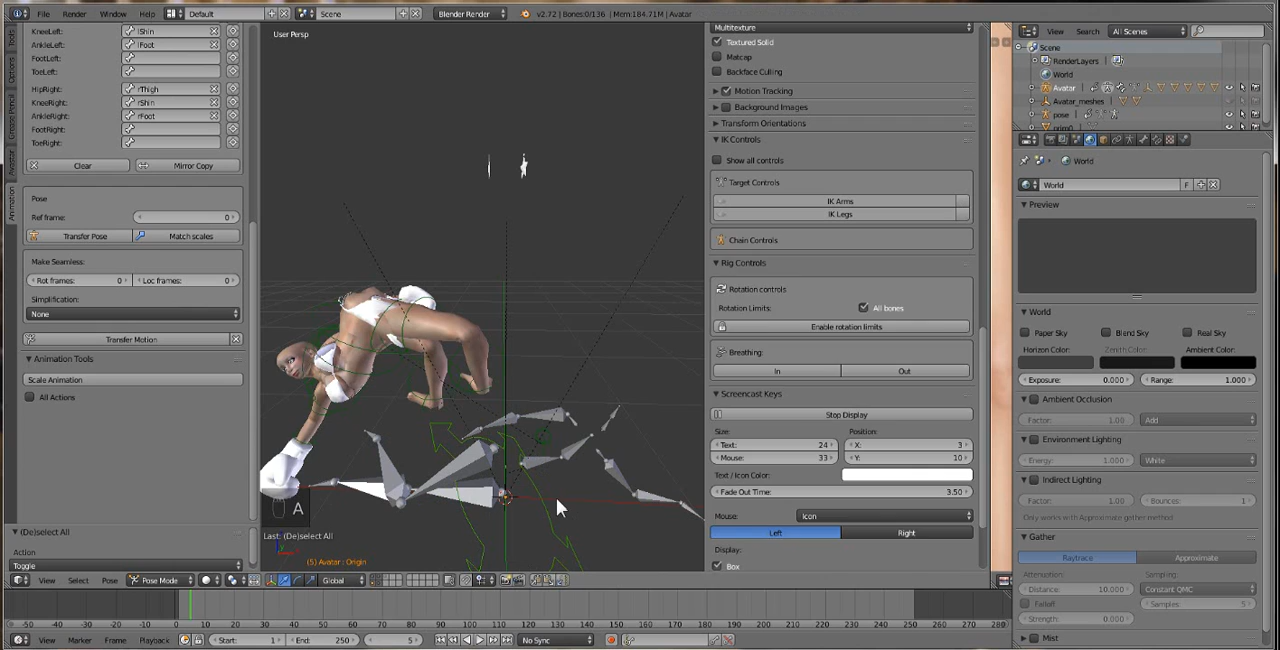 File Render Window Help Default Scene Blender Render v2.72 | Bones:0/136 | Mem:184.71M | Avatar
KneeLeft: lShin
AnkleLeft: lFoot
FootLeft:
ToeLeft:
HipRight: rThigh
KneeRight: rShin
AnkleRight: rFoot
FootRight:
ToeRight:
Clear Mirror Copy
Pose
Ref frame: 0
Transfer Pose Match scales
Make Seamless:
Rot frames: 0 Loc frames: 0
Simplification:
None
Transfer Motion
Animation Tools
Scale Animation
All Actions
(De)select All
Action
Toggle
Tools
Options
Grease Pencil
Avastar
Animation
User Persp
A
Last: (De)select All
(5) Avatar : Origin
View Select Pose Pose Mode Global
Multitexture
Textured Solid
Matcap
Backface Culling
Motion Tracking
Background Images
Transform Orientations
IK Controls
Show all controls
Target Controls
IK Arms
IK Legs
Chain Controls
Rig Controls
Rotation controls
Rotation Limits: All bones
Enable rotation limits
Breathing:
In Out
Screencast Keys
Stop Display
Size: Position:
Text: 24 X: 3
Mouse: 33 Y: 10
Text / Icon Color:
Fade Out Time: 3.50
Mouse: Icon
Left Right
Display:
Box
View Search All Scenes
Scene
RenderLayers
World
Avatar
Avatar_meshes
pose
World
World F
Preview
World
Paper Sky Blend Sky Real Sky
Horizon Color: Zenith Color: Ambient Color:
Exposure: 0.000 Range: 1.000
Ambient Occlusion
Factor: 1.00 Add
Environment Lighting
Energy: 1.000 White
Indirect Lighting
Factor: 1.00 Bounces: 1
Only works with Approximate gather method
Gather
Raytrace Approximate
Attenuation: Sampling:
Distance: 10.000 Constant QMC
Falloff Samples: 5
Strength: 0.000
Mist
-50 -40 -30 -20 -10 0 10 20 30 40 50 60 70 80 90 100 110 120 130 140 150 160 170 180 190 200 210 220 230 240 250 260 270 280
View Marker Frame Playback Start: 1 End: 250 5 No Sync